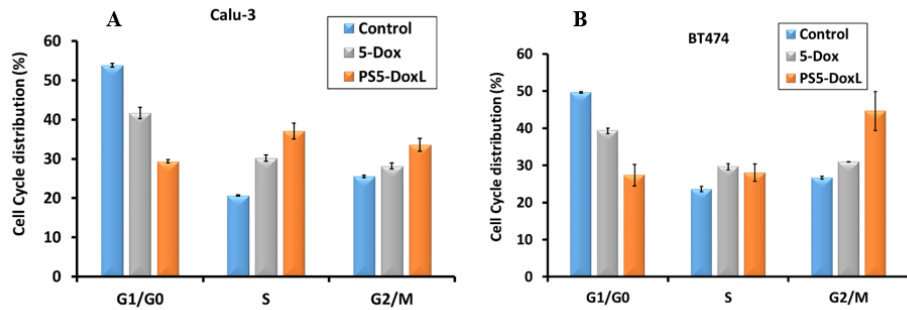 A
Calu-3
Control
5-Dox
PS5-DoxL
Cell Cycle distribution (%)
60
50
40
30
20
10
0
G1/G0 S G2/M
B
BT474
Control
5-Dox
PS5-DoxL
Cell Cycle distribution (%)
60
50
40
30
20
10
0
G1/G0 S G2/M